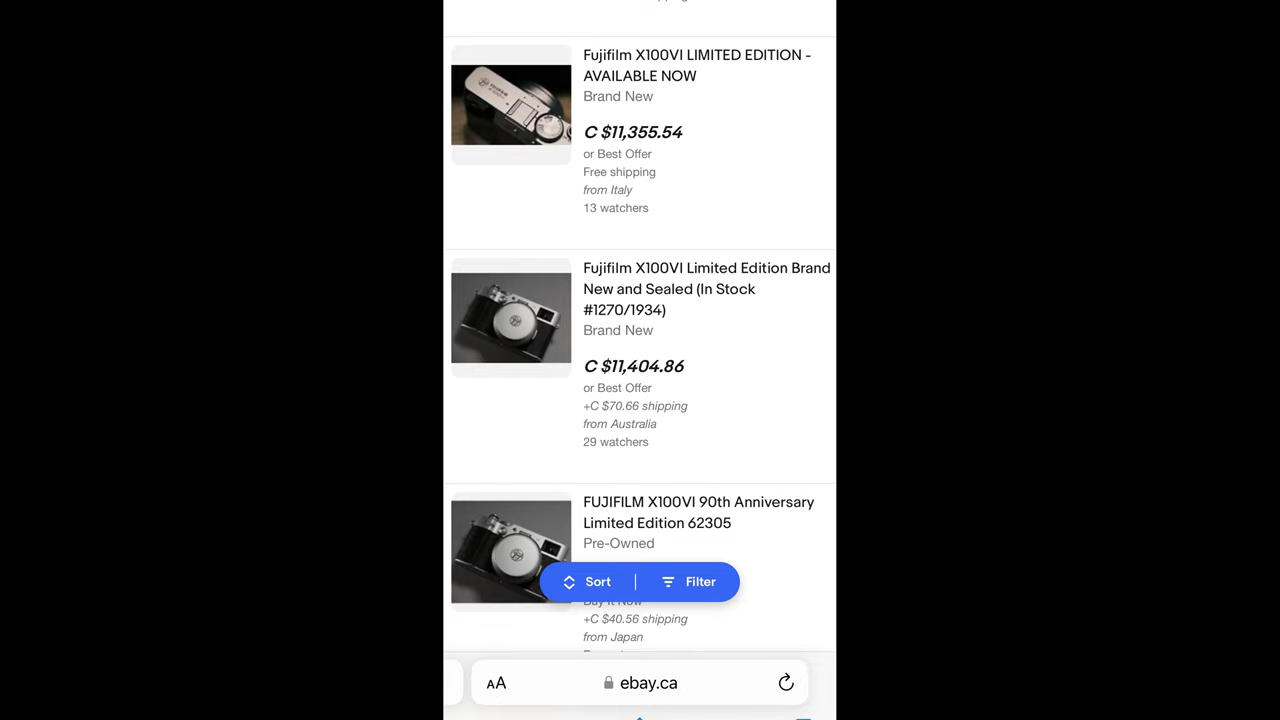 Fujifilm X100VI LIMITED EDITION -
AVAILABLE NOW
Brand New
C $11,355.54
or Best Offer
Free shipping
from Italy
13 watchers
Fujifilm X100VI Limited Edition Brand
New and Sealed (In Stock
#1270/1934)
Brand New
C $11,404.86
or Best Offer
+C $70.66 shipping
from Australia
29 watchers
FUJIFILM X100VI 90th Anniversary
Limited Edition 62305
Pre-Owned
Sort
Filter
Buy It Now
+C $40.56 shipping
from Japan
AA
ebay.ca